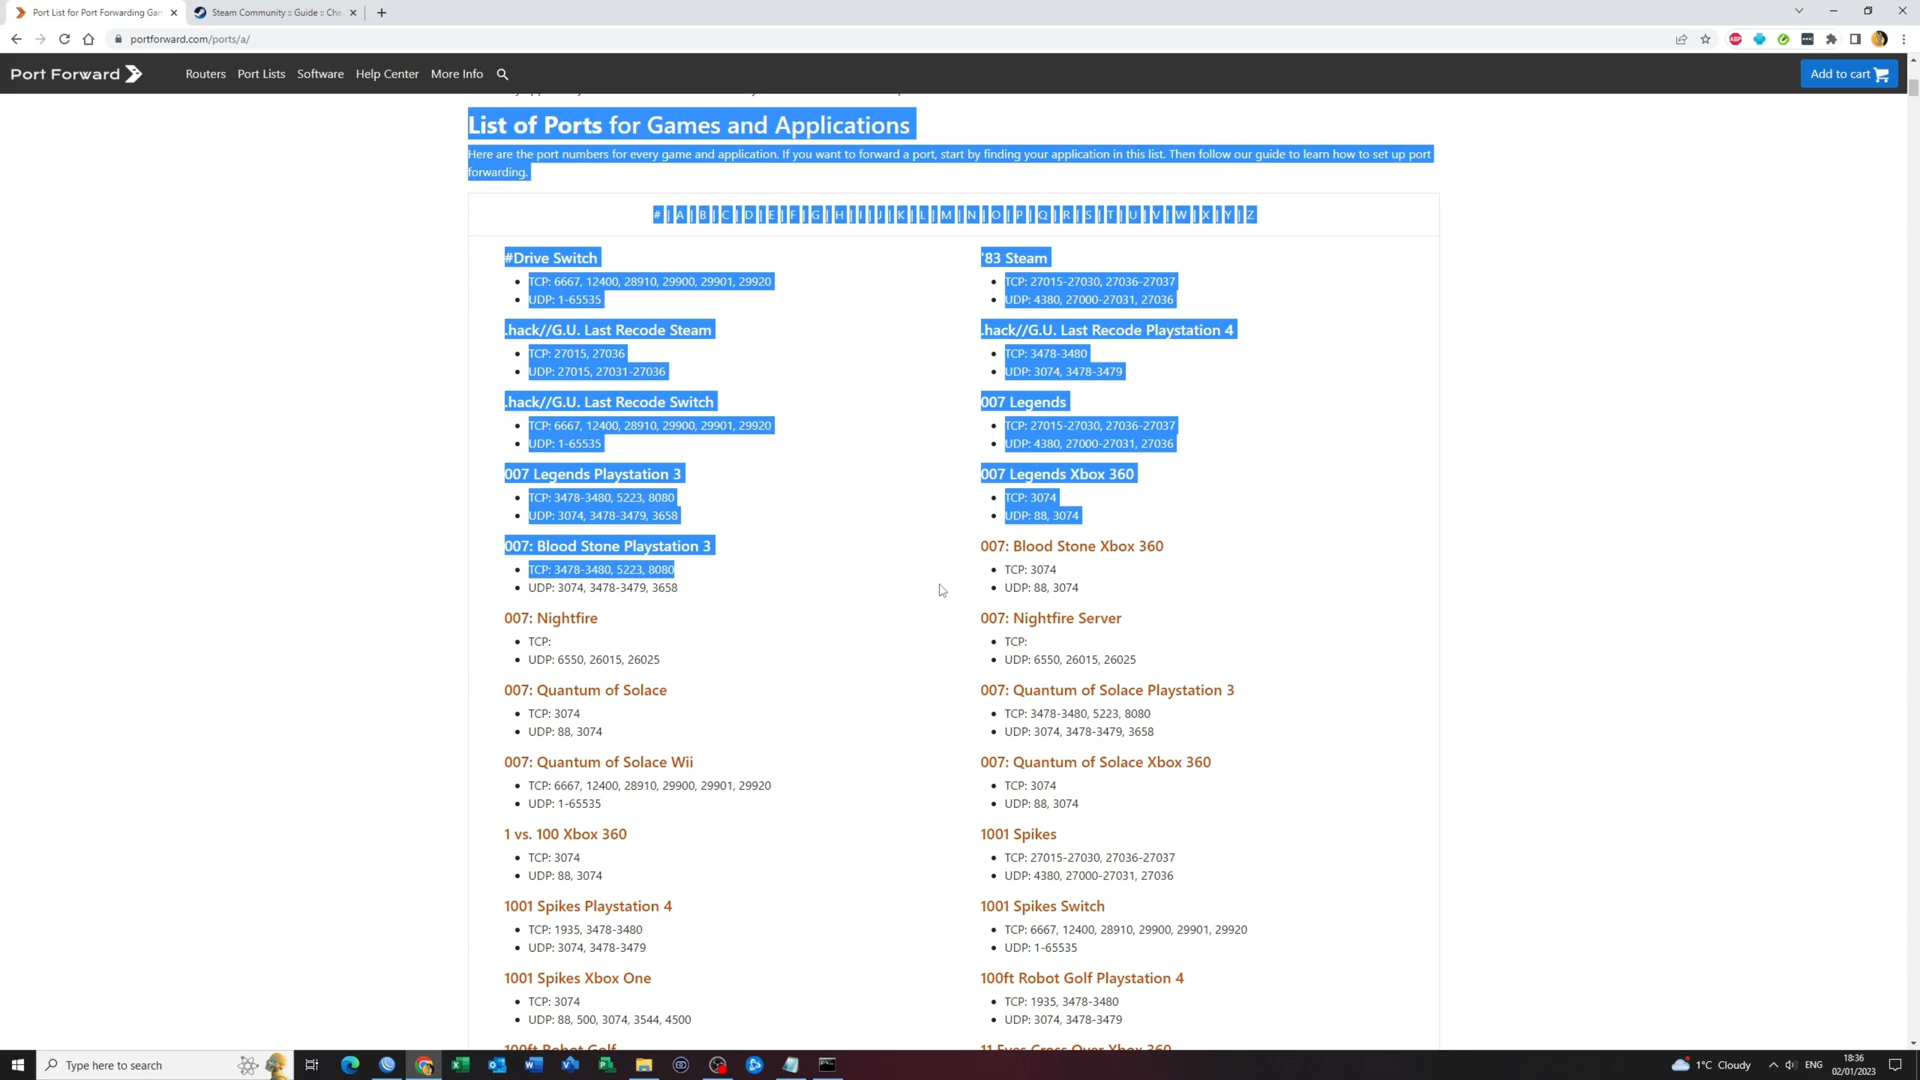 Port List for Port Forwarding Gam
Steam Community :: Guide :: Che
portforward.com/ports/a/
Port Forward
Routers
Port Lists
Software
Help Center
More Info
Add to cart
List of Ports for Games and Applications
Here are the port numbers for every game and application. If you want to forward a port, start by finding your application in this list. Then follow our guide to learn how to set up port
forwarding.
# | A | B | C | D | E | F | G | H | I | J | K | L | M | N | O | P | Q | R | S | T | U | V | W | X | Y | Z
#Drive Switch
TCP: 6667, 12400, 28910, 29900, 29901, 29920
UDP: 1-65535
'83 Steam
TCP: 27015-27030, 27036-27037
UDP: 4380, 27000-27031, 27036
.hack//G.U. Last Recode Steam
TCP: 27015, 27036
UDP: 27015, 27031-27036
.hack//G.U. Last Recode Playstation 4
TCP: 3478-3480
UDP: 3074, 3478-3479
.hack//G.U. Last Recode Switch
TCP: 6667, 12400, 28910, 29900, 29901, 29920
UDP: 1-65535
007 Legends
TCP: 27015-27030, 27036-27037
UDP: 4380, 27000-27031, 27036
007 Legends Playstation 3
TCP: 3478-3480, 5223, 8080
UDP: 3074, 3478-3479, 3658
007 Legends Xbox 360
TCP: 3074
UDP: 88, 3074
007: Blood Stone Playstation 3
TCP: 3478-3480, 5223, 8080
UDP: 3074, 3478-3479, 3658
007: Blood Stone Xbox 360
TCP: 3074
UDP: 88, 3074
007: Nightfire
TCP:
UDP: 6550, 26015, 26025
007: Nightfire Server
TCP:
UDP: 6550, 26015, 26025
007: Quantum of Solace
TCP: 3074
UDP: 88, 3074
007: Quantum of Solace Playstation 3
TCP: 3478-3480, 5223, 8080
UDP: 3074, 3478-3479, 3658
007: Quantum of Solace Wii
TCP: 6667, 12400, 28910, 29900, 29901, 29920
UDP: 1-65535
007: Quantum of Solace Xbox 360
TCP: 3074
UDP: 88, 3074
1 vs. 100 Xbox 360
TCP: 3074
UDP: 88, 3074
1001 Spikes
TCP: 27015-27030, 27036-27037
UDP: 4380, 27000-27031, 27036
1001 Spikes Playstation 4
TCP: 1935, 3478-3480
UDP: 3074, 3478-3479
1001 Spikes Switch
TCP: 6667, 12400, 28910, 29900, 29901, 29920
UDP: 1-65535
1001 Spikes Xbox One
TCP: 3074
UDP: 88, 500, 3074, 3544, 4500
100ft Robot Golf Playstation 4
TCP: 1935, 3478-3480
UDP: 3074, 3478-3479
100ft Robot Golf
11 Eyes Cross Over Xbox 360
Type here to search
1°C Cloudy
ENG
18:36
02/01/2023